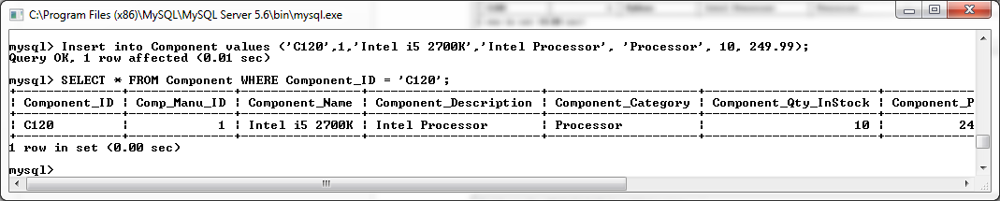 C:\Program Files (x86)\MySQL\MySQL Server 5.6\bin\mysql.exe
mysql> Insert into Component values ('C120',1,'Intel i5 2700K','Intel Processor', 'Processor', 10, 249.99);
Query OK, 1 row affected (0.01 sec)
mysql> SELECT * FROM Component WHERE Component_ID = 'C120';
+--------------+--------------+----------------+-----------------------+--------------------+----------------------+------------
¦ Component_ID ¦ Comp_Manu_ID ¦ Component_Name ¦ Component_Description ¦ Component_Category ¦ Component_Qty_InStock ¦ Component_P
+--------------+--------------+----------------+-----------------------+--------------------+----------------------+------------
¦ C120 ¦ 1 ¦ Intel i5 2700K ¦ Intel Processor ¦ Processor ¦ 10 ¦ 24
+--------------+--------------+----------------+-----------------------+--------------------+----------------------+------------
1 row in set (0.00 sec)
mysql>